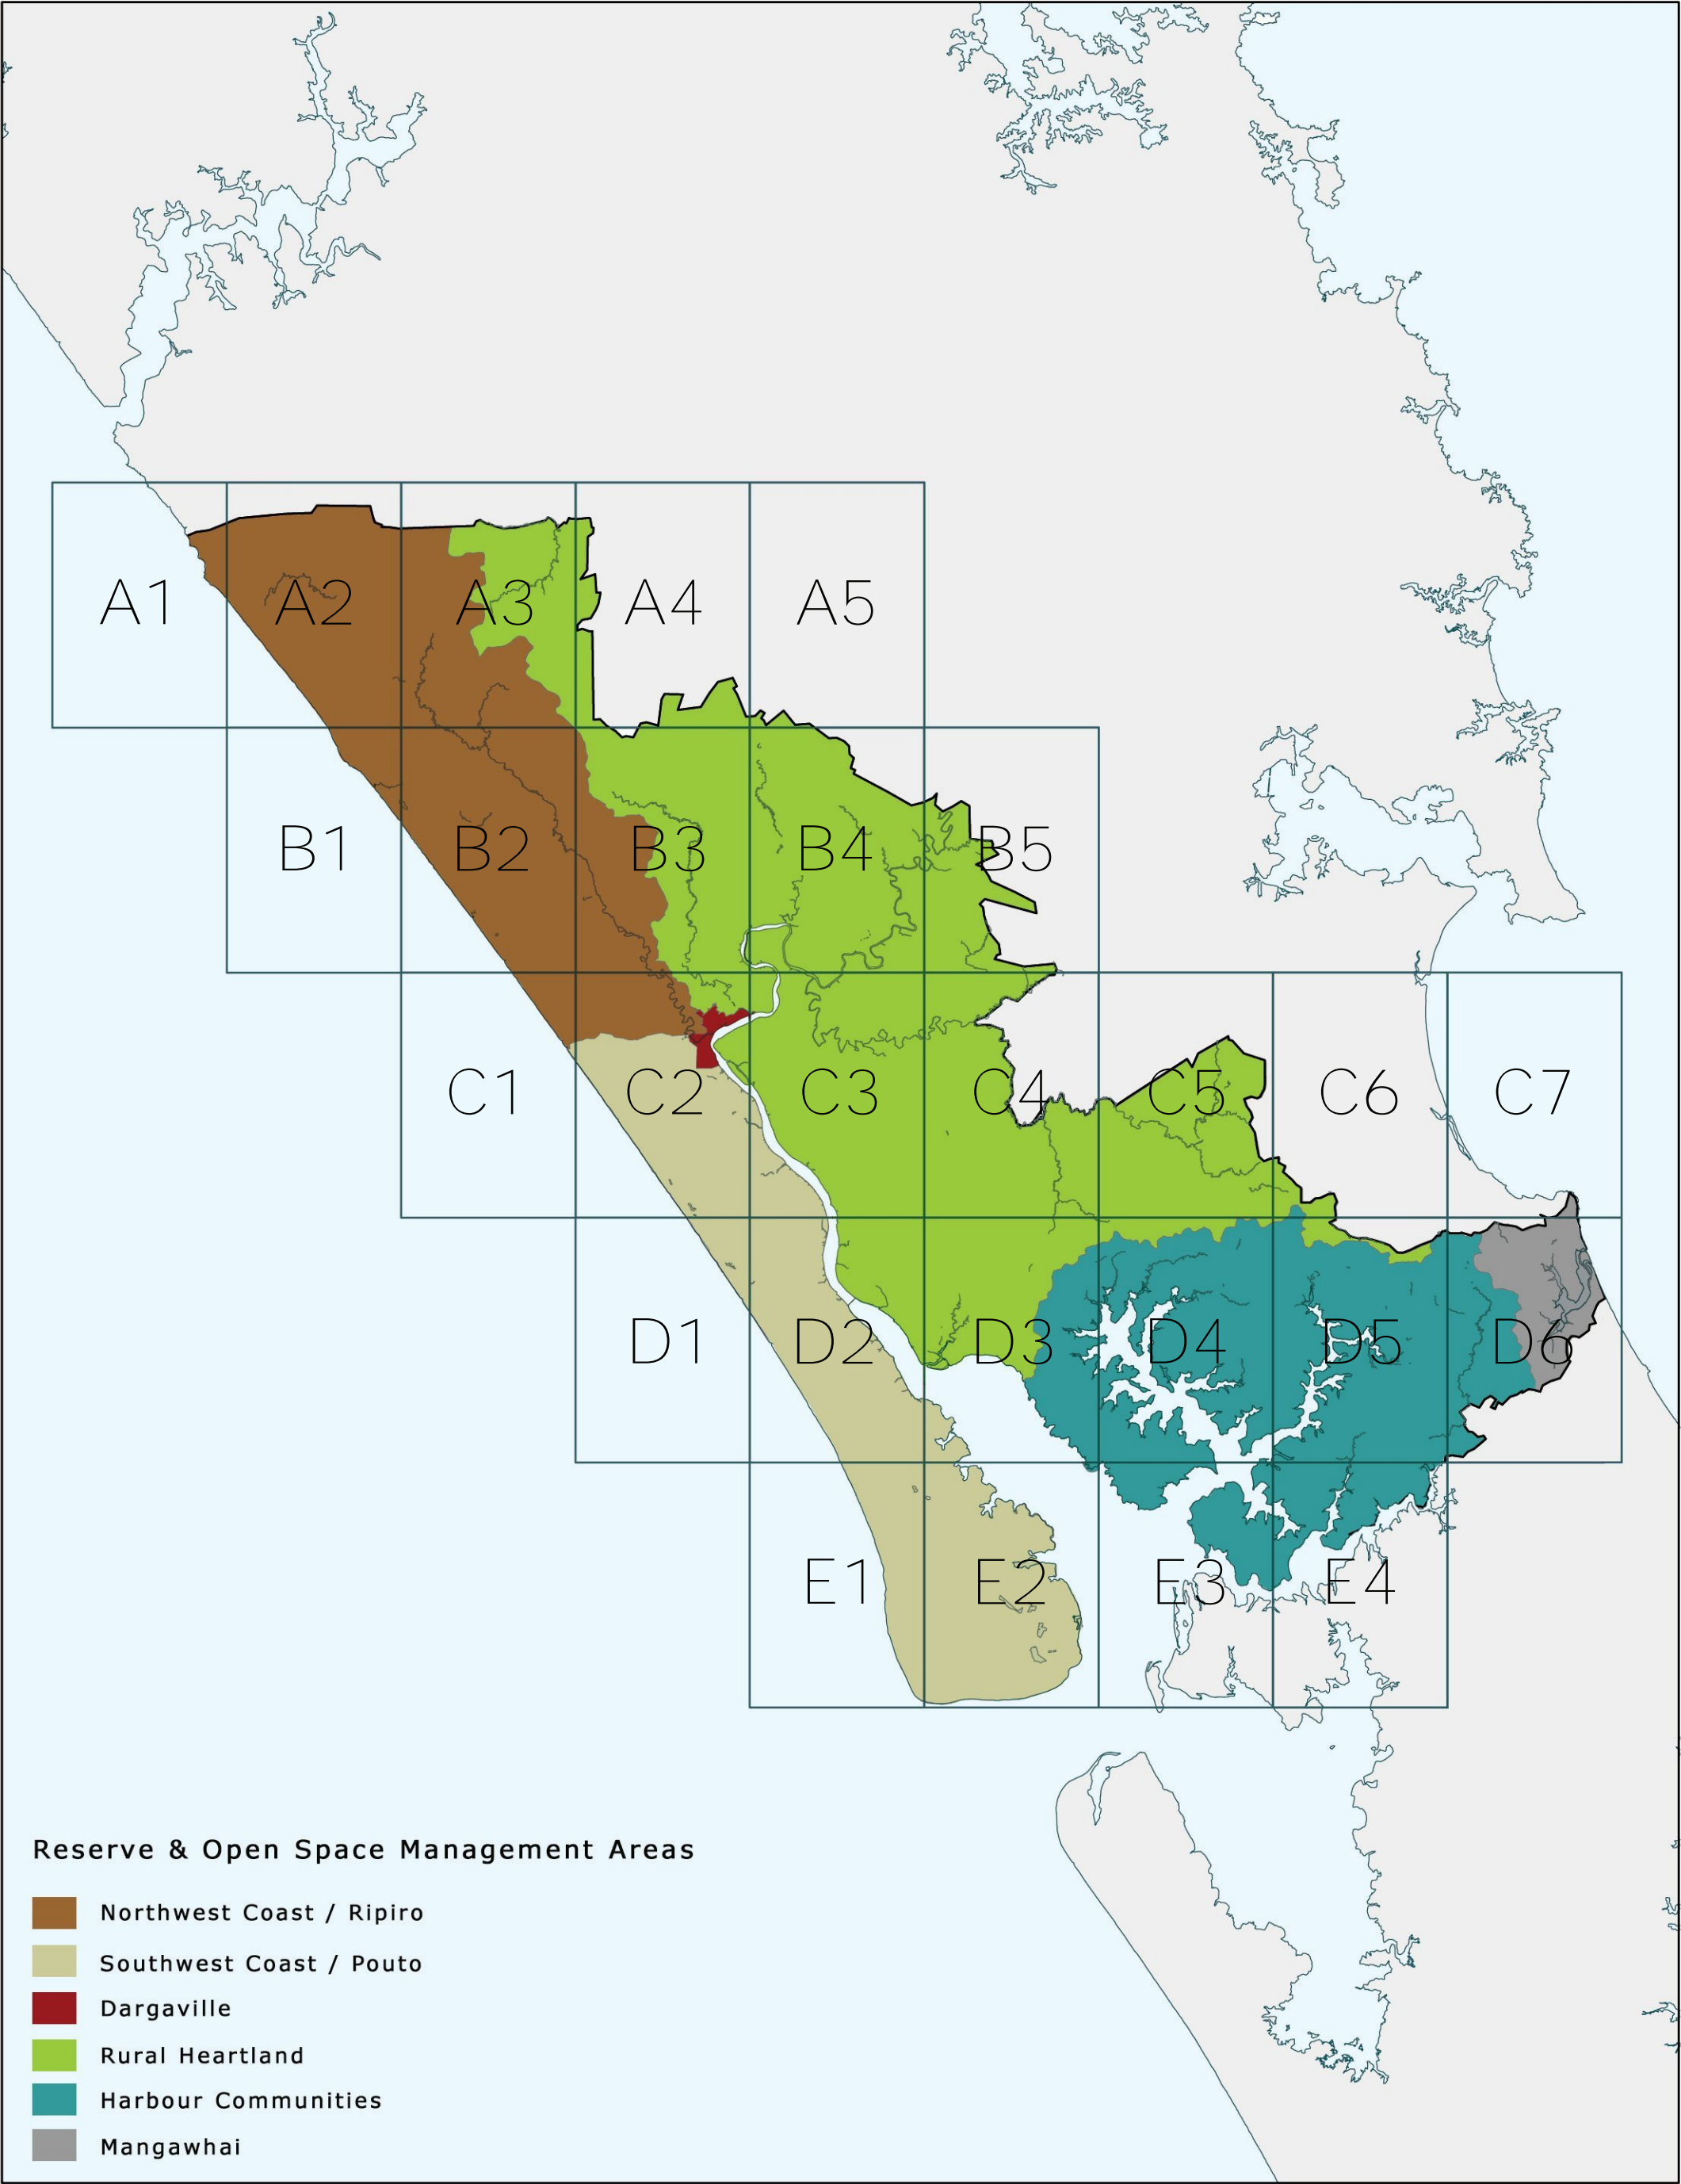 A1 A2 A3 A4 A5
B1 B2 B3 B4 B5
C1 C2 C3 C4 C5 C6 C7
D1 D2 D3 D4 D5 D6
E1 E2 E3 E4
Reserve & Open Space Management Areas
Northwest Coast / Ripiro
Southwest Coast / Pouto
Dargaville
Rural Heartland
Harbour Communities
Mangawhai